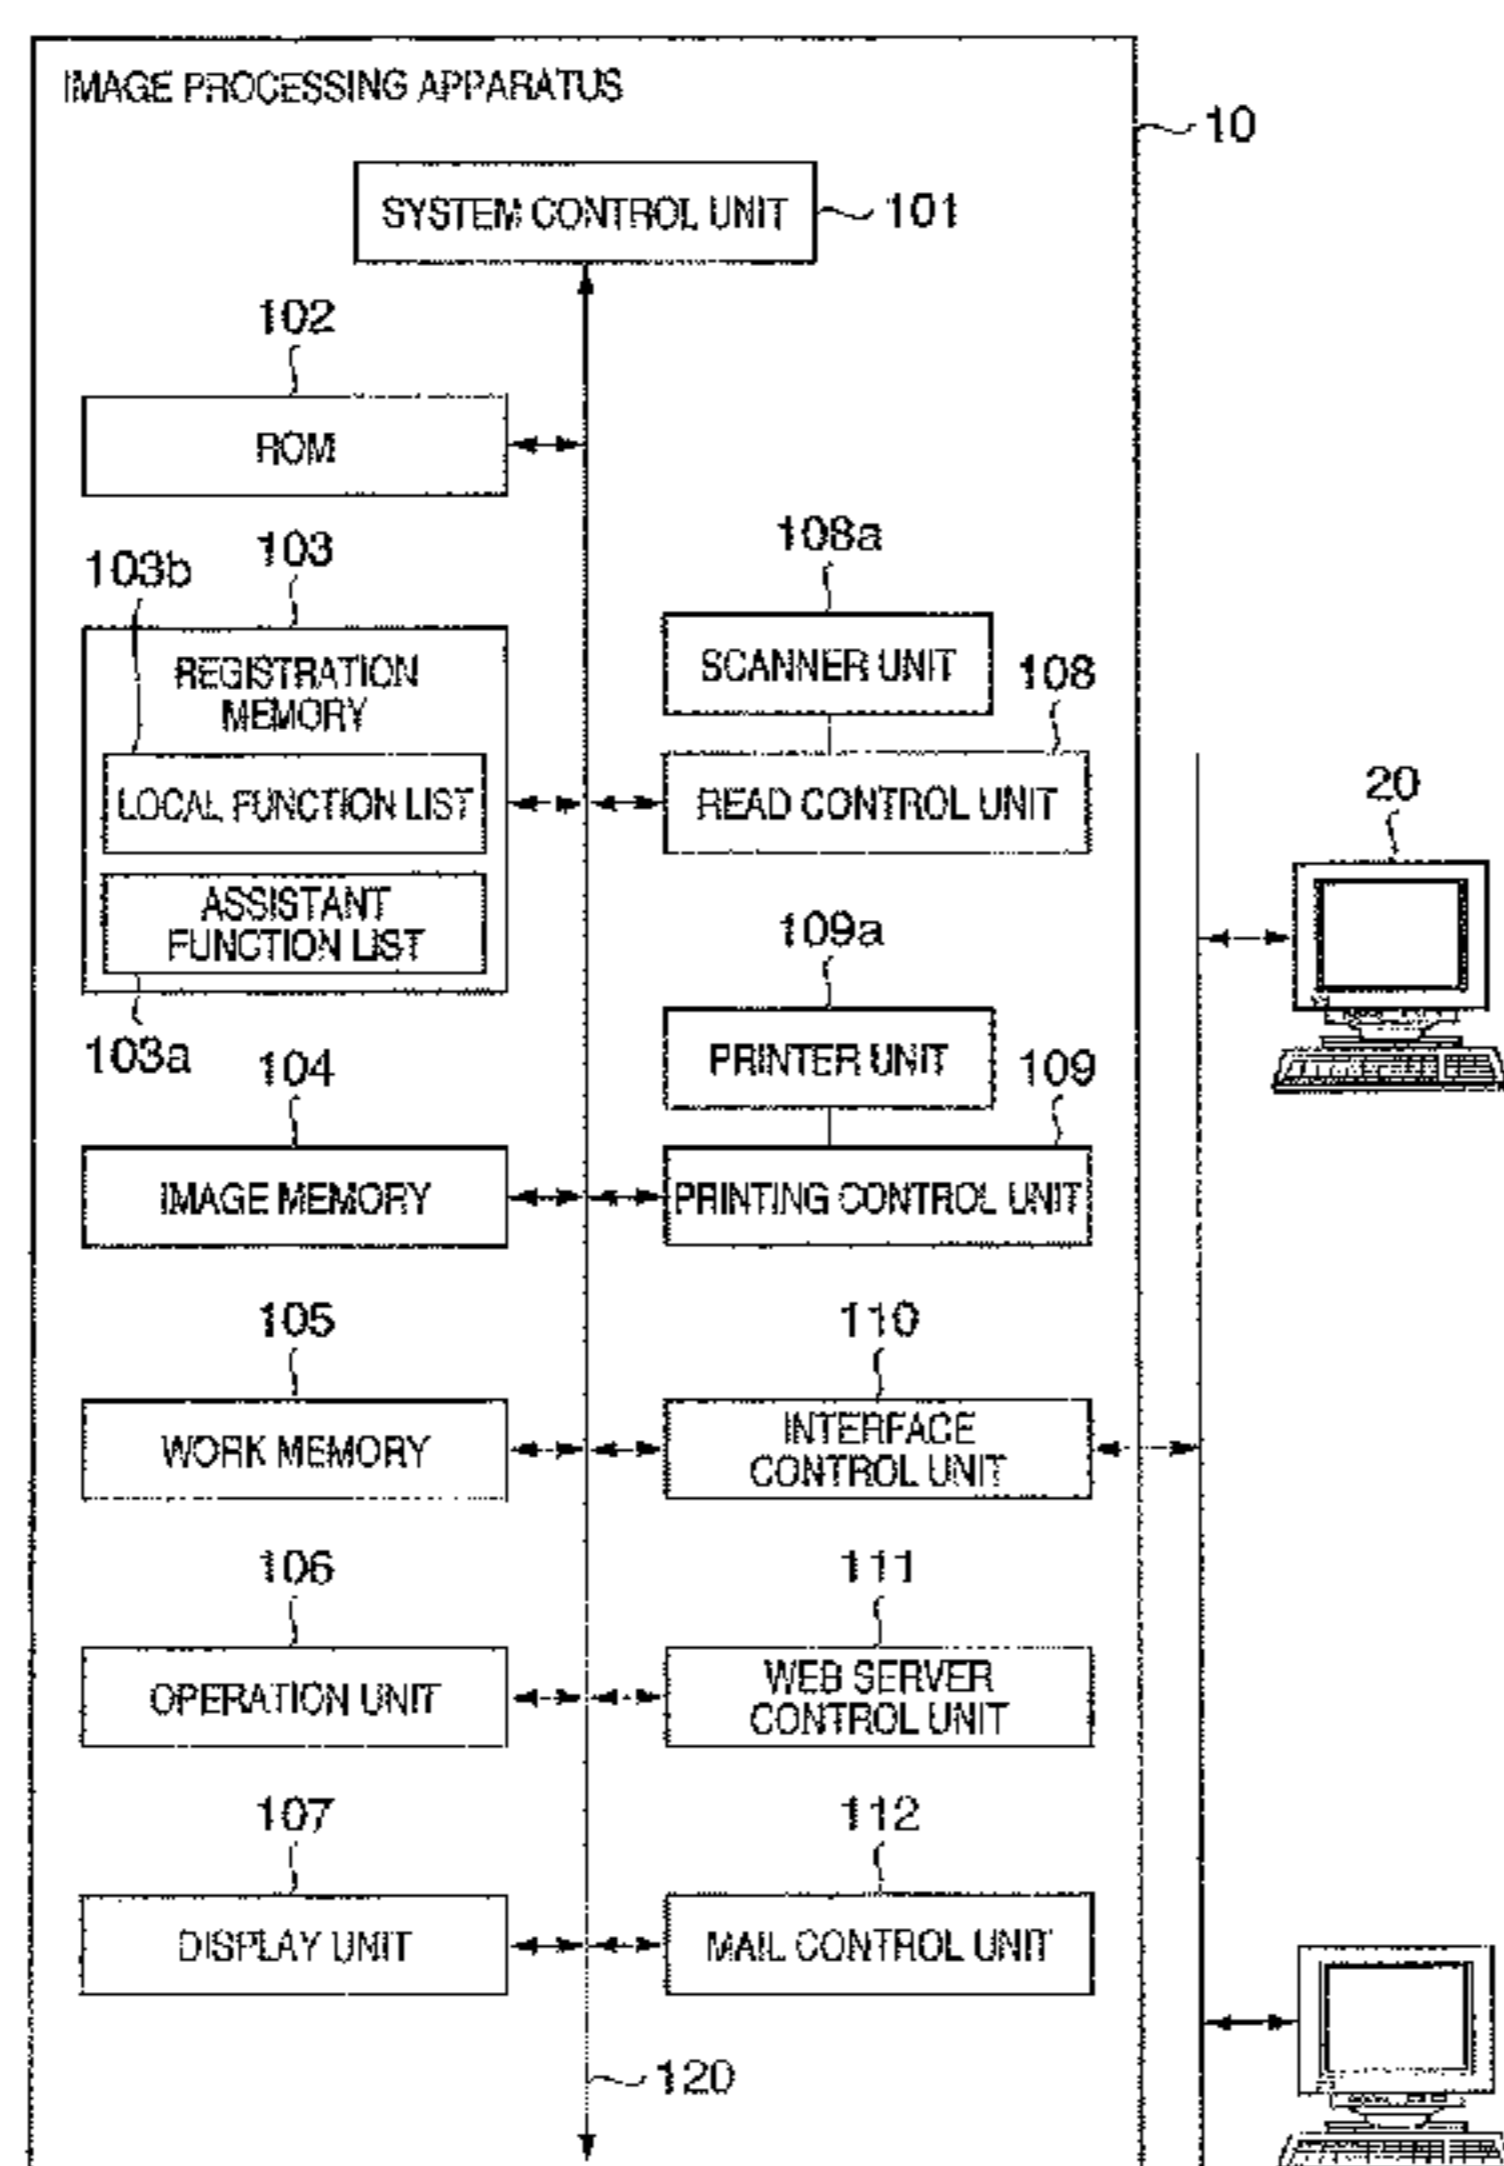 IMAGE PROCESSING APPARATUS
10
SYSTEM CONTROL UNIT
101
102
ROM
103b
103
REGISTRATION
MEMORY
LOCAL FUNCTION LIST
ASSISTANT
FUNCTION LIST
103a
108a
SCANNER UNIT
108
READ CONTROL UNIT
20
109a
PRINTER UNIT
109
PRINTING CONTROL UNIT
104
IMAGE MEMORY
105
WORK MEMORY
110
INTERFACE
CONTROL UNIT
106
OPERATION UNIT
111
WEB SERVER
CONTROL UNIT
107
DISPLAY UNIT
112
MAIL CONTROL UNIT
120